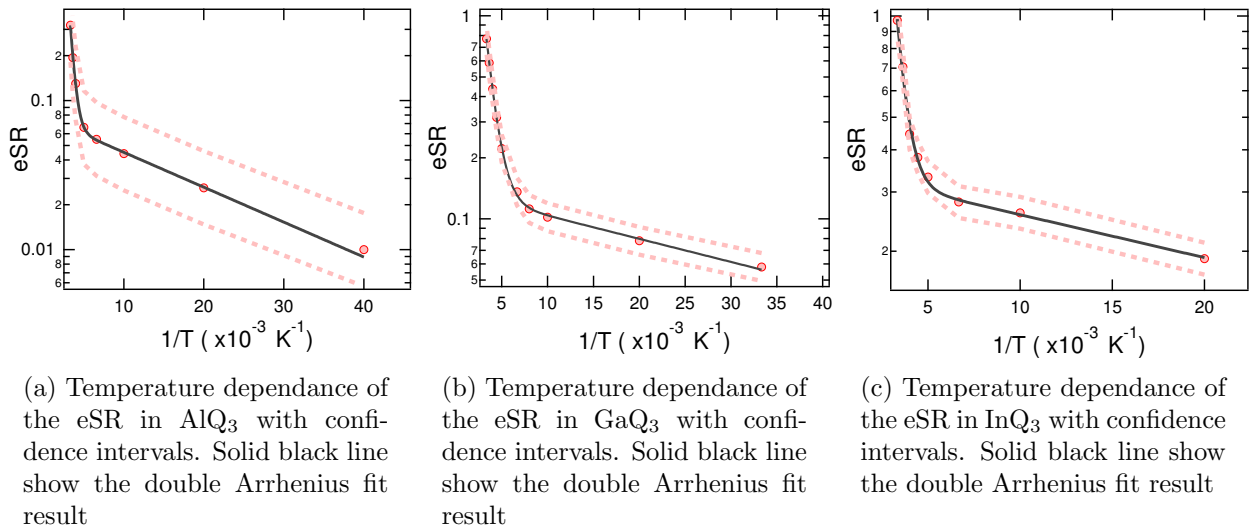 eSR
2
0.1
8
6
4
2
0.01
8
6
10
20
30
40
1/T ( x10⁻³ K⁻¹)
(a) Temperature dependance of
the eSR in AlQ₃ with confi-
dence intervals. Solid black line
show the double Arrhenius fit
result
eSR
1
7
6
5
4
3
2
0.1
9
8
7
6
5
5
10
15
20
25
30
35
40
1/T ( x10⁻³ K⁻¹)
(b) Temperature dependance of
the eSR in GaQ₃ with confi-
dence intervals. Solid black line
show the double Arrhenius fit
result
eSR
1
9
8
7
6
5
4
3
2
5
10
15
20
1/T ( x10⁻³ K⁻¹)
(c) Temperature dependance of
the eSR in InQ₃ with confidence
intervals. Solid black line show
the double Arrhenius fit result